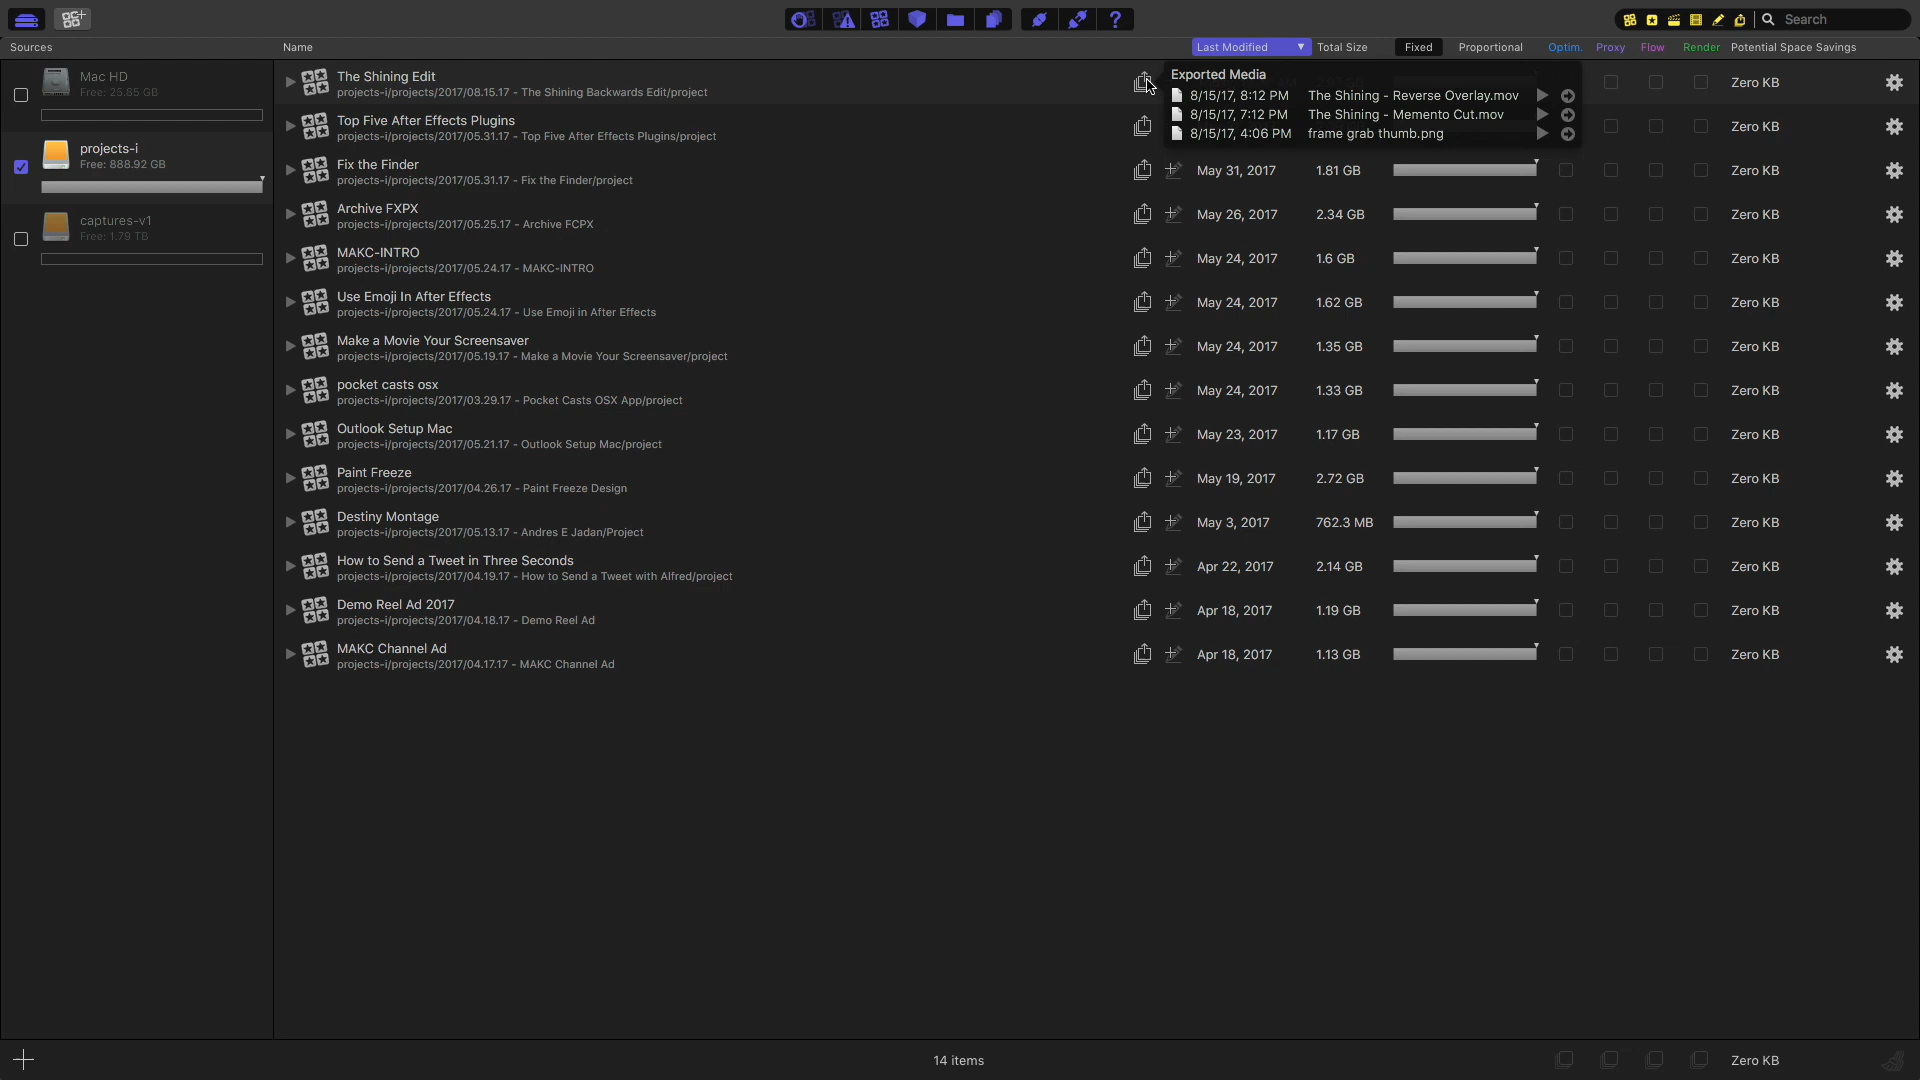 Search
Sources
Name
Last Modified ▼
Total Size
Fixed
Proportional
Optim.
Proxy
Flow
Render
Potential Space Savings
Mac HD
Free: 25.85 GB
projects-i
Free: 888.92 GB
captures-v1
Free: 1.79 TB
The Shining Edit
projects-i/projects/2017/08.15.17 - The Shining Backwards Edit/project
Zero KB
Exported Media
8/15/17, 8:12 PM The Shining - Reverse Overlay.mov
8/15/17, 7:12 PM The Shining - Memento Cut.mov
8/15/17, 4:06 PM frame grab thumb.png
Top Five After Effects Plugins
projects-i/projects/2017/05.31.17 - Top Five After Effects Plugins/project
Zero KB
Fix the Finder
projects-i/projects/2017/05.31.17 - Fix the Finder/project
May 31, 2017 1.81 GB Zero KB
Archive FXPX
projects-i/projects/2017/05.25.17 - Archive FCPX
May 26, 2017 2.34 GB Zero KB
MAKC-INTRO
projects-i/projects/2017/05.24.17 - MAKC-INTRO
May 24, 2017 1.6 GB Zero KB
Use Emoji In After Effects
projects-i/projects/2017/05.24.17 - Use Emoji in After Effects
May 24, 2017 1.62 GB Zero KB
Make a Movie Your Screensaver
projects-i/projects/2017/05.19.17 - Make a Movie Your Screensaver/project
May 24, 2017 1.35 GB Zero KB
pocket casts osx
projects-i/projects/2017/03.29.17 - Pocket Casts OSX App/project
May 24, 2017 1.33 GB Zero KB
Outlook Setup Mac
projects-i/projects/2017/05.21.17 - Outlook Setup Mac/project
May 23, 2017 1.17 GB Zero KB
Paint Freeze
projects-i/projects/2017/04.26.17 - Paint Freeze Design
May 19, 2017 2.72 GB Zero KB
Destiny Montage
projects-i/projects/2017/05.13.17 - Andres E Jadan/Project
May 3, 2017 762.3 MB Zero KB
How to Send a Tweet in Three Seconds
projects-i/projects/2017/04.19.17 - How to Send a Tweet with Alfred/project
Apr 22, 2017 2.14 GB Zero KB
Demo Reel Ad 2017
projects-i/projects/2017/04.18.17 - Demo Reel Ad
Apr 18, 2017 1.19 GB Zero KB
MAKC Channel Ad
projects-i/projects/2017/04.17.17 - MAKC Channel Ad
Apr 18, 2017 1.13 GB Zero KB
14 items
Zero KB